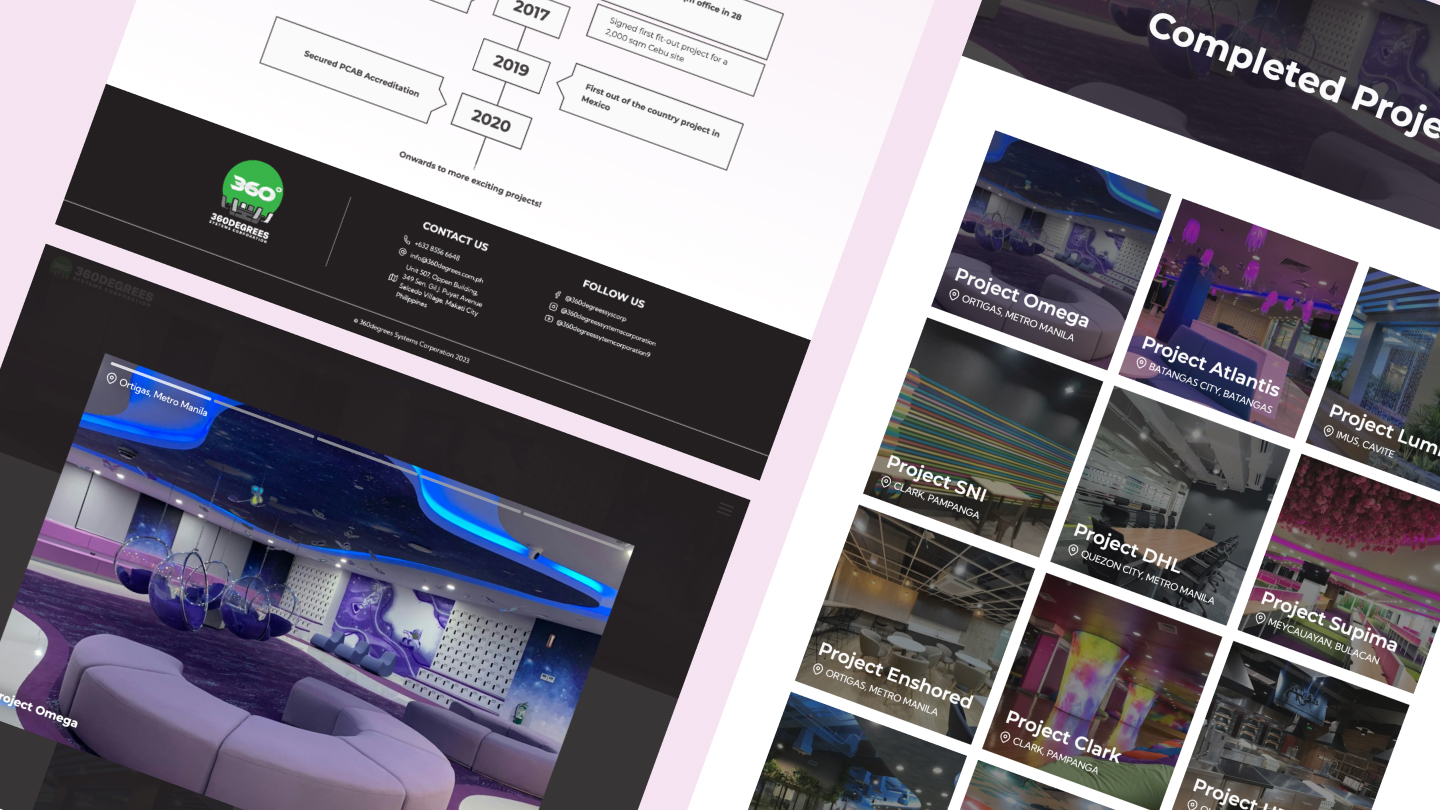 2017
m office in 28
Signed first fit-out project for a
2,000 sqm Cebu site
2019
Secured PCAB Accreditation
First out of the country project in
Mexico
2020
Onwards to more exciting projects!
360°
360DEGREES
SYSTEMS CORPORATION
CONTACT US
+632 8556 6648
info@360degrees.com.ph
Unit 507, Oppen Building,
349 Sen. Gil J. Puyat Avenue
Salcedo Village, Makati City
Philippines
FOLLOW US
@360degreessyscorp
@360degreessystemscorporation
@360degreessytemcorporation9
© 360degrees Systems Corporation 2023
360DEGREES
SYSTEMS CORPORATION
Ortigas, Metro Manila
roject Omega
Completed Proje
Project Omega
ORTIGAS, METRO MANILA
Project Atlantis
BATANGAS CITY, BATANGAS
Project Lum
IMUS, CAVITE
Project SNI
CLARK, PAMPANGA
Project DHL
QUEZON CITY, METRO MANILA
Project Supima
MEYCAUAYAN, BULACAN
Project Enshored
ORTIGAS, METRO MANILA
Project Clark
CLARK, PAMPANGA
Project